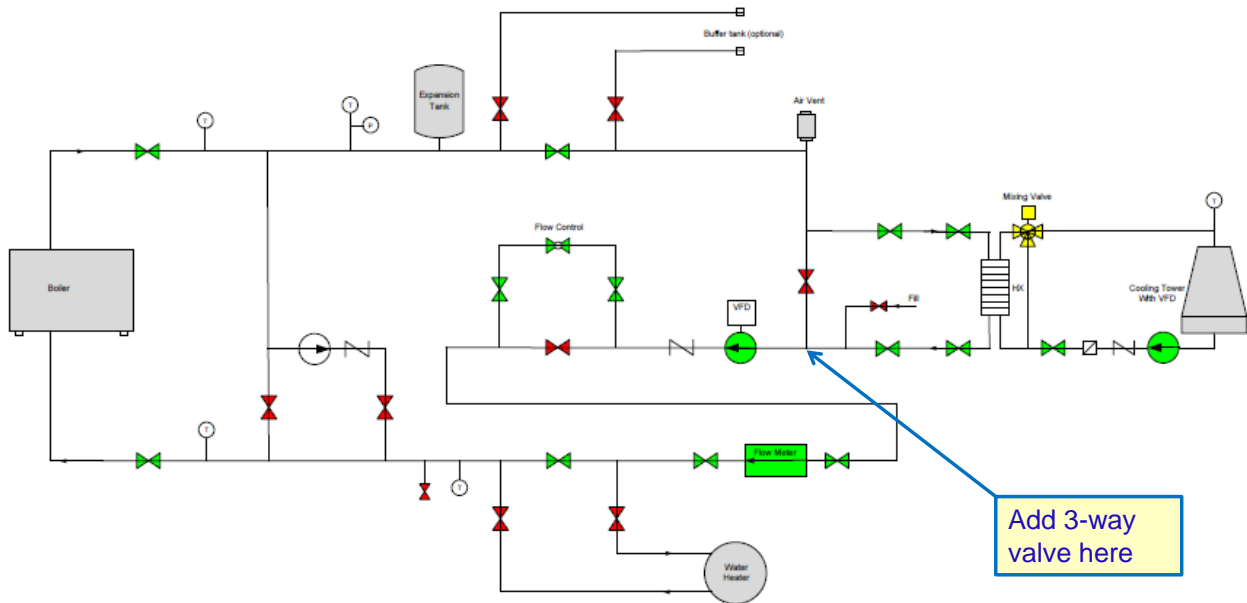 Buffer tank (optional)
T
T
P
Expansion
Tank
Air Vent
Mixing Valve
T
Flow Control
Boiler
VFD
Fill
HX
Cooling Tower
With VFD
T
Flow Meter
T
Add 3-way
valve here
Water
Heater